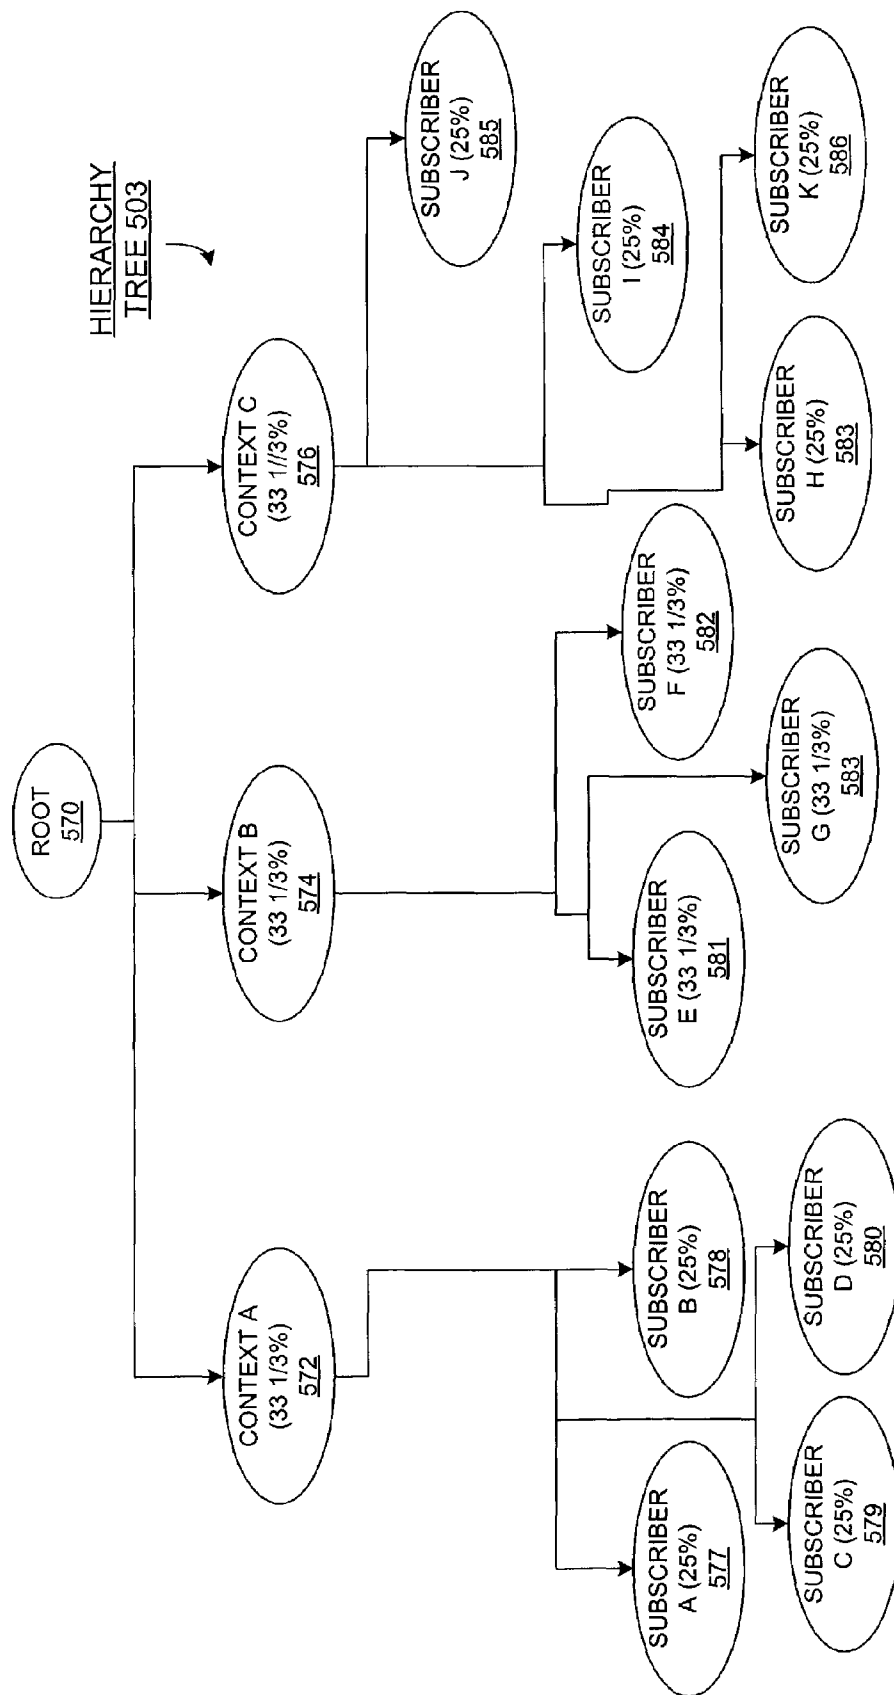 HIERARCHY
TREE 503
ROOT
570
CONTEXT A
(33 1/3%)
572
CONTEXT B
(33 1/3%)
574
CONTEXT C
(33 1//3%)
576
SUBSCRIBER
J (25%)
585
SUBSCRIBER
I (25%)
584
SUBSCRIBER
A (25%)
577
SUBSCRIBER
B (25%)
578
SUBSCRIBER
E (33 1/3%)
581
SUBSCRIBER
F (33 1/3%)
582
SUBSCRIBER
C (25%)
579
SUBSCRIBER
D (25%)
580
SUBSCRIBER
G (33 1/3%)
583
SUBSCRIBER
H (25%)
583
SUBSCRIBER
K (25%)
586